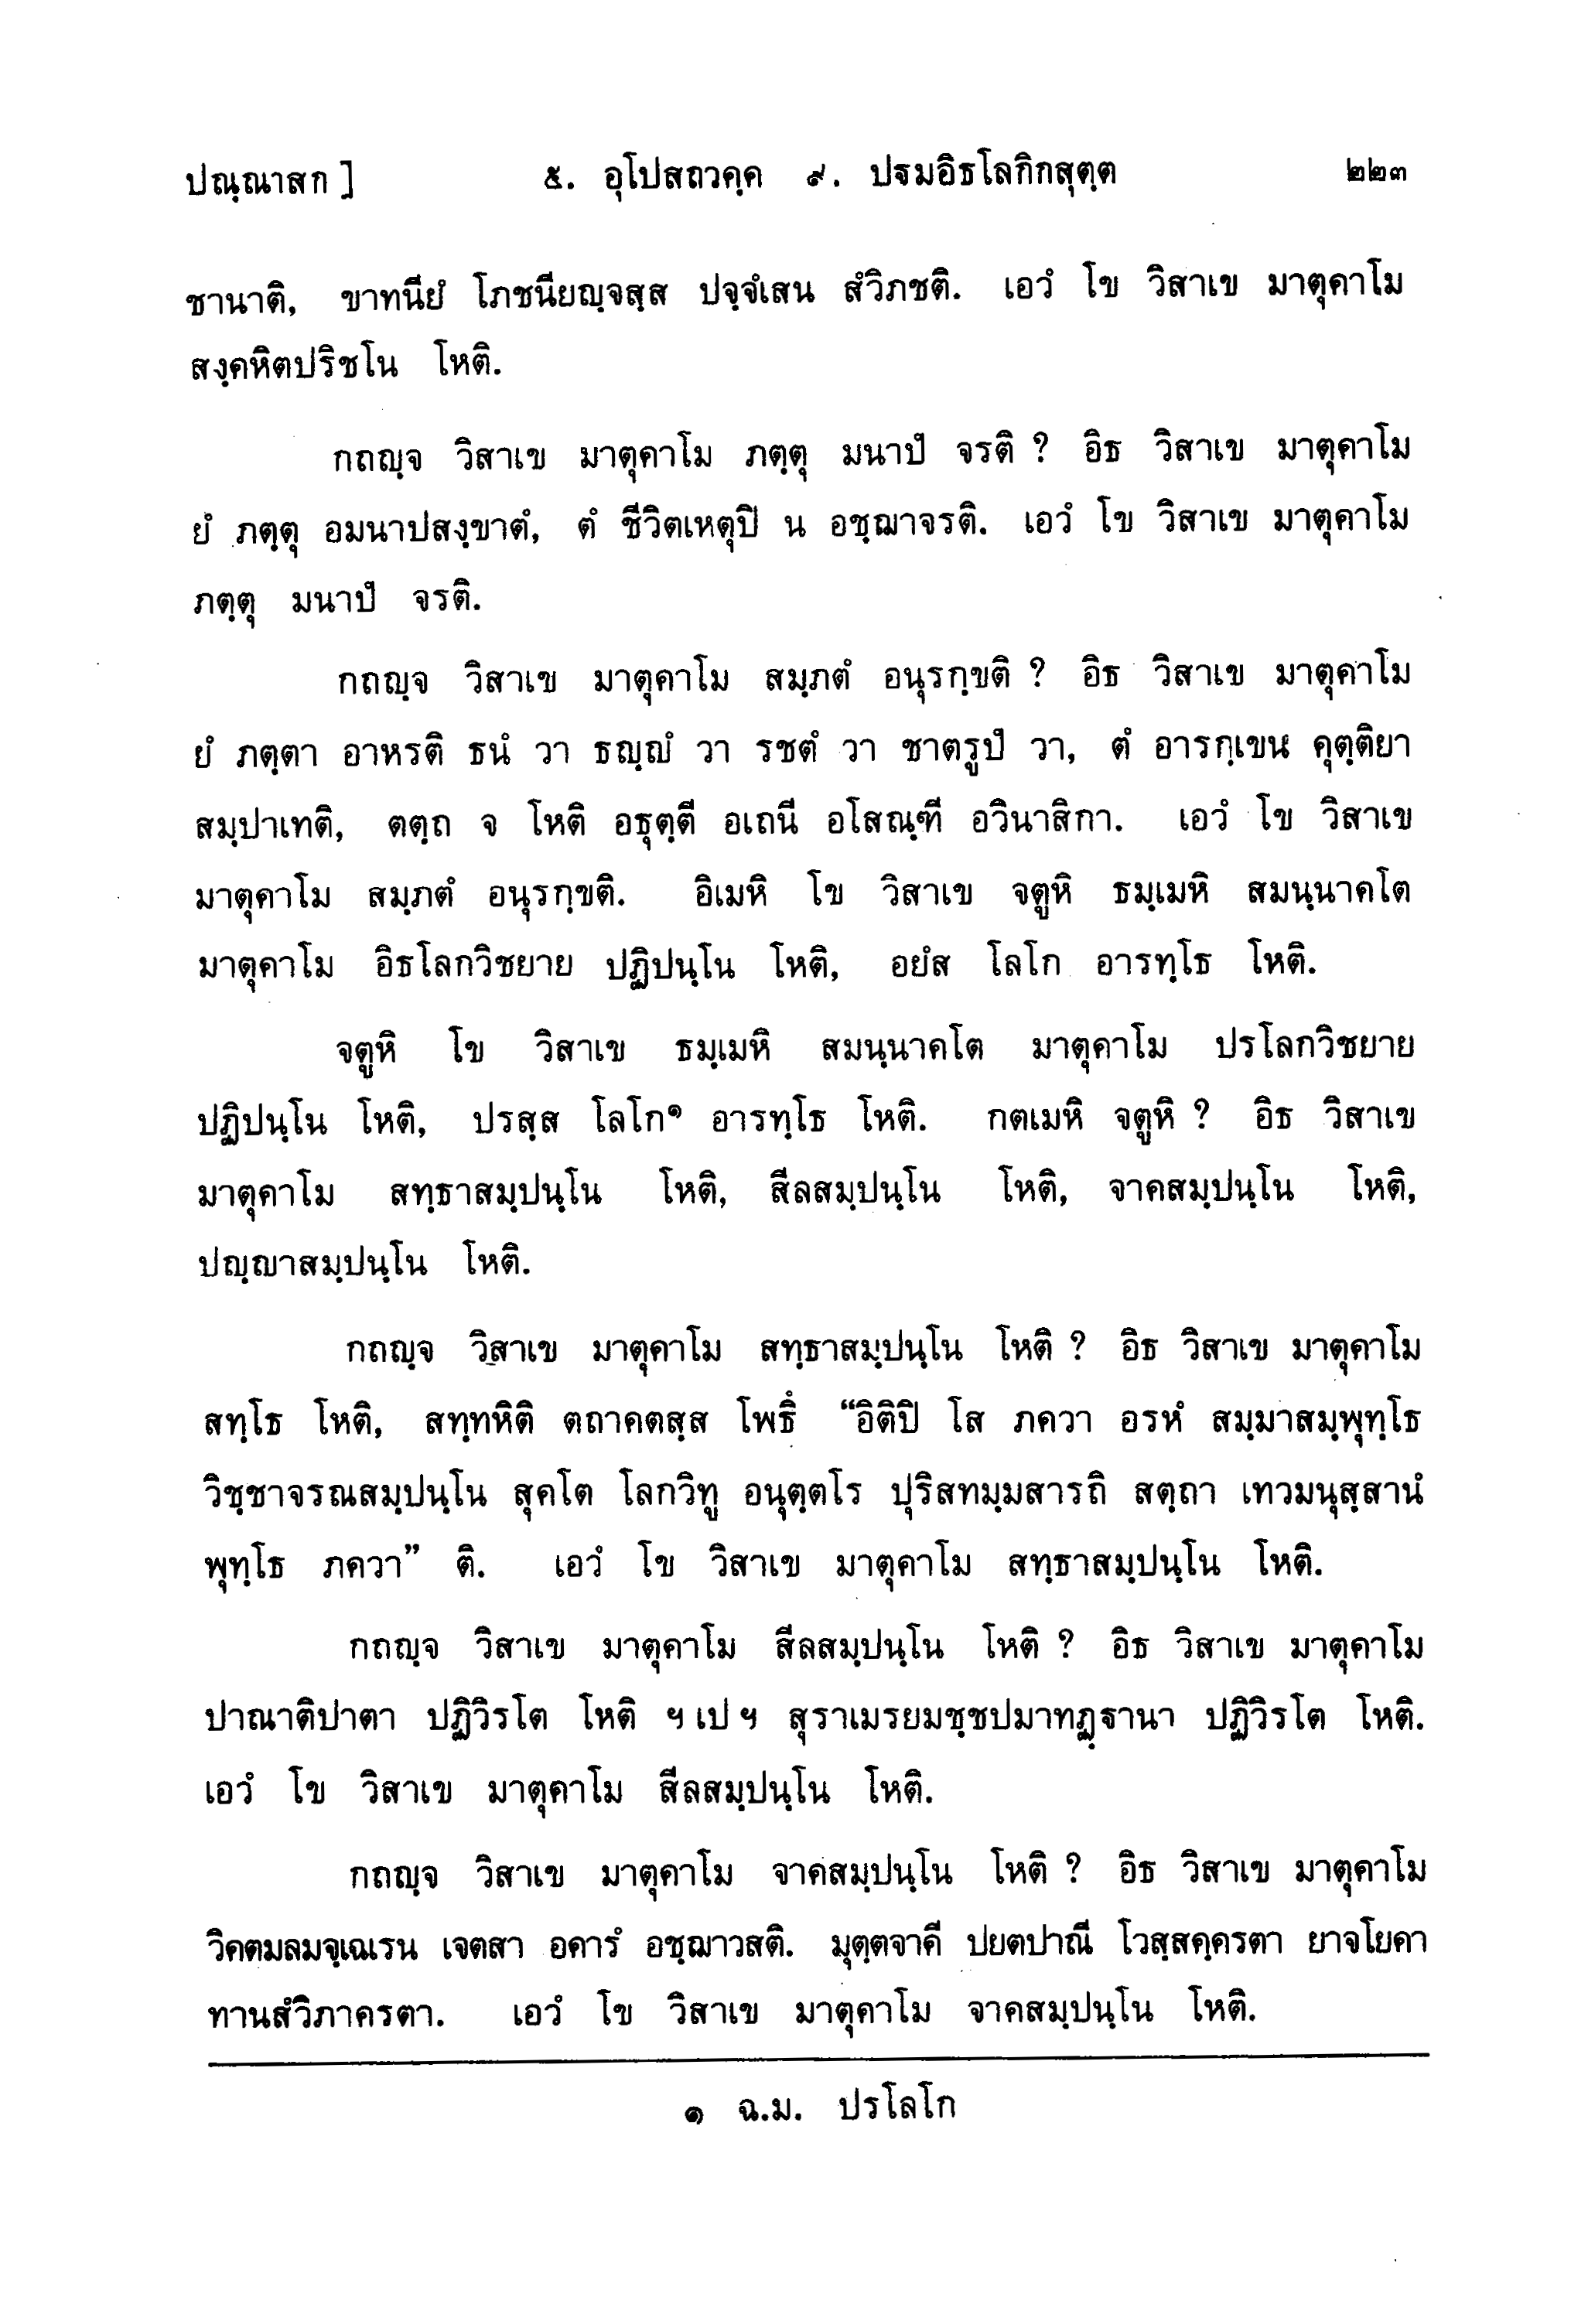 ปณฺณาสก ] ๕. อุโปสถวคฺค ๙. ปฐมอิธโลกิกสุตฺต ๒๒๓
ชานาติ, ขาทนียํ โภชนียญฺจสฺส ปจฺจํเสน สํวิภชติ. เอวํ โข วิสาเข มาตุคาโม
สงฺคหิตปริชโน โหติ.
กถญฺจ วิสาเข มาตุคาโม ภตฺตุ มนาปํ จรติ ? อิธ วิสาเข มาตุคาโม
ยํ ภตฺตุ อมนาปสงฺขาตํ, ตํ ชีวิตเหตุปิ น อชฺฌาจรติ. เอวํ โข วิสาเข มาตุคาโม
ภตฺตุ มนาปํ จรติ.
กถญฺจ วิสาเข มาตุคาโม สมฺภตํ อนุรกฺขติ ? อิธ วิสาเข มาตุคาโม
ยํ ภตฺตา อาหรติ ธนํ วา ธญฺญํ วา รชตํ วา ชาตรูปํ วา, ตํ อารกฺเขน คุตฺติยา
สมฺปาเทติ, ตตฺถ จ โหติ อธุตฺตี อเถนี อโสณฺฑี อวินาสิกา. เอวํ โข วิสาเข
มาตุคาโม สมฺภตํ อนุรกฺขติ. อิเมหิ โข วิสาเข จตูหิ ธมฺเมหิ สมนฺนาคโต
มาตุคาโม อิธโลกวิชยาย ปฏิปนฺโน โหติ, อยํส โลโก อารทฺโธ โหติ.
จตูหิ โข วิสาเข ธมฺเมหิ สมนฺนาคโต มาตุคาโม ปรโลกวิชยาย
ปฏิปนฺโน โหติ, ปรสฺส โลโก๑ อารทฺโธ โหติ. กตเมหิ จตูหิ ? อิธ วิสาเข
มาตุคาโม สทฺธาสมฺปนฺโน โหติ, สีลสมฺปนฺโน โหติ, จาคสมฺปนฺโน โหติ,
ปญฺญาสมฺปนฺโน โหติ.
กถญฺจ วิสาเข มาตุคาโม สทฺธาสมฺปนฺโน โหติ ? อิธ วิสาเข มาตุคาโม
สทฺโธ โหติ, สทฺทหิติ ตถาคตสฺส โพธิํ “อิติปิ โส ภควา อรหํ สมฺมาสมฺพุทฺโธ
วิชฺชาจรณสมฺปนฺโน สุคโต โลกวิทู อนุตฺตโร ปุริสทมฺมสารถิ สตฺถา เทวมนุสฺสานํ
พุทฺโธ ภควา” ติ. เอวํ โข วิสาเข มาตุคาโม สทฺธาสมฺปนฺโน โหติ.
กถญฺจ วิสาเข มาตุคาโม สีลสมฺปนฺโน โหติ ? อิธ วิสาเข มาตุคาโม
ปาณาติปาตา ปฏิวิรโต โหติ ฯ เป ฯ สุราเมรยมชฺชปมาทฏฺฐานา ปฏิวิรโต โหติ.
เอวํ โข วิสาเข มาตุคาโม สีลสมฺปนฺโน โหติ.
กถญฺจ วิสาเข มาตุคาโม จาคสมฺปนฺโน โหติ ? อิธ วิสาเข มาตุคาโม
วิคตมลมจฺเฉเรน เจตสา อคารํ อชฺฌาวสติ. มุตฺตจาคี ปยตปาณี โวสฺสคฺครตา ยาจโยคา
ทานสํวิภาครตา. เอวํ โข วิสาเข มาตุคาโม จาคสมฺปนฺโน โหติ.
๑ ฉ.ม. ปรโลโก